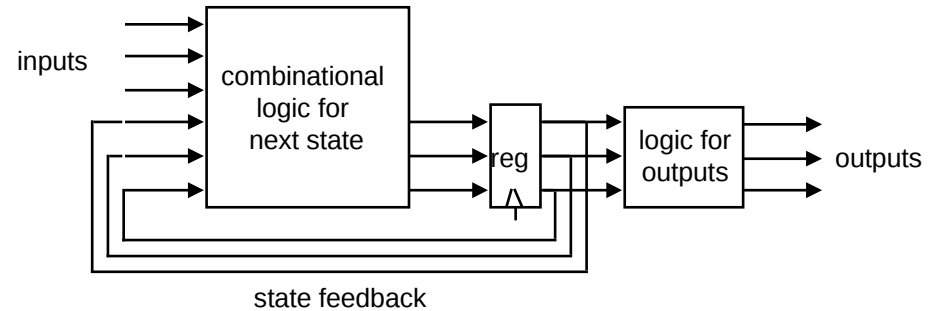 inputs
combinational
logic for
next state
reg
logic for
outputs
outputs
state feedback